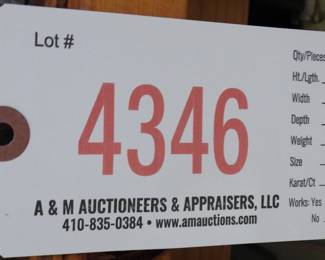 Lot #
4346
A & M AUCTIONEERS & APPRAISERS, LLC
410-835-0384 • www.amauctions.com
Qty/Pieces
Ht./Lgth.
Width
Depth
Weight
Size
Karat/Ct
Works: Yes
No